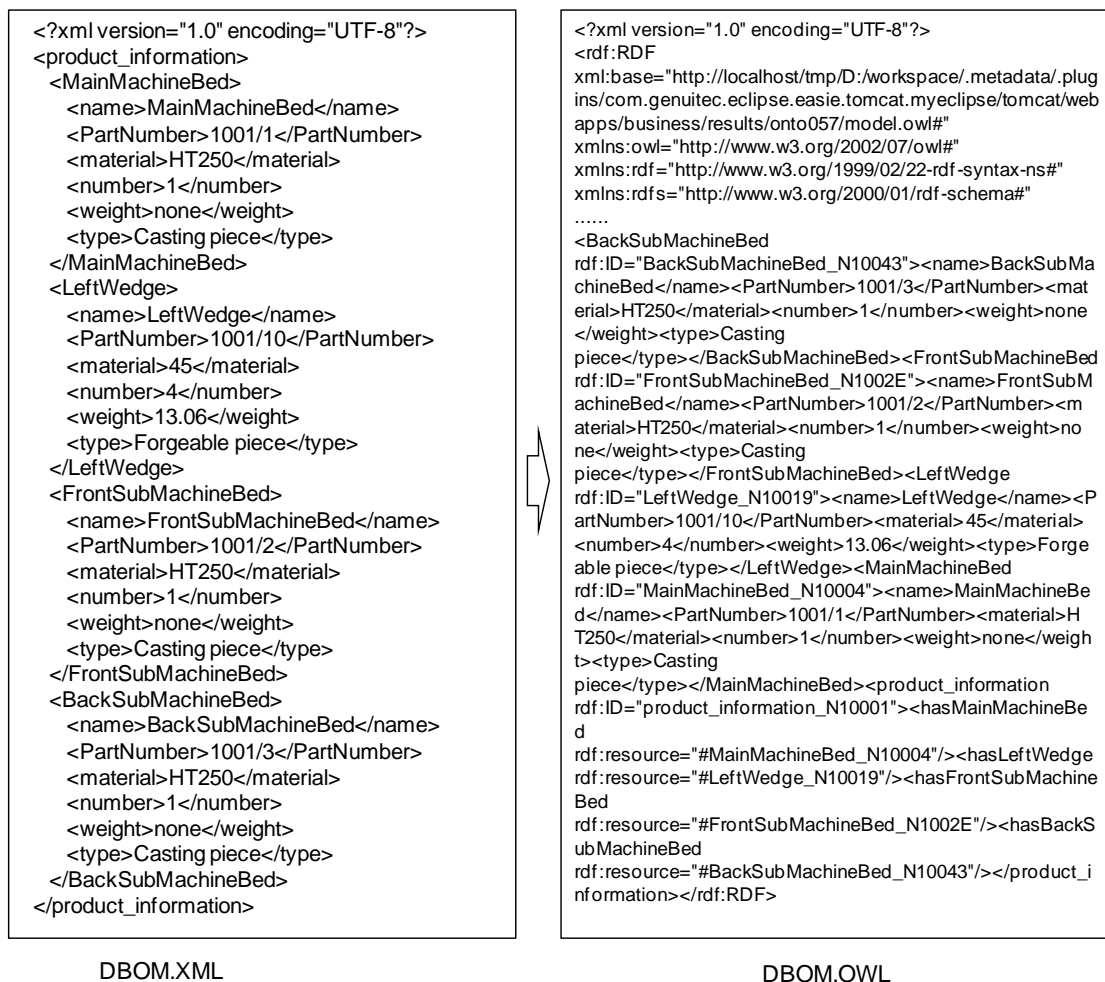 <?xml version="1.0" encoding="UTF-8"?>
<product_information>
<MainMachineBed>
<name>MainMachineBed</name>
<PartNumber>1001/1</PartNumber>
<material>HT250</material>
<number>1</number>
<weight>none</weight>
<type>Casting piece</type>
</MainMachineBed>
<LeftWedge>
<name>LeftWedge</name>
<PartNumber>1001/10</PartNumber>
<material>45</material>
<number>4</number>
<weight>13.06</weight>
<type>Forgeable piece</type>
</LeftWedge>
<FrontSubMachineBed>
<name>FrontSubMachineBed</name>
<PartNumber>1001/2</PartNumber>
<material>HT250</material>
<number>1</number>
<weight>none</weight>
<type>Casting piece</type>
</FrontSubMachineBed>
<BackSubMachineBed>
<name>BackSubMachineBed</name>
<PartNumber>1001/3</PartNumber>
<material>HT250</material>
<number>1</number>
<weight>none</weight>
<type>Casting piece</type>
</BackSubMachineBed>
</product_information>
DBOM.XML
<?xml version="1.0" encoding="UTF-8"?>
<rdf:RDF
xml:base="http://localhost/tmp/D:/workspace/.metadata/.plug
ins/com.genuitec.eclipse.easie.tomcat.myeclipse/tomcat/web
apps/business/results/onto057/model.owl#"
xmlns:owl="http://www.w3.org/2002/07/owl#"
xmlns:rdf="http://www.w3.org/1999/02/22-rdf-syntax-ns#"
xmlns:rdfs="http://www.w3.org/2000/01/rdf-schema#"
......
<BackSubMachineBed
rdf:ID="BackSubMachineBed_N10043"><name>BackSubMa
chineBed</name><PartNumber>1001/3</PartNumber><mat
erial>HT250</material><number>1</number><weight>none
</weight><type>Casting
piece</type></BackSubMachineBed><FrontSubMachineBed
rdf:ID="FrontSubMachineBed_N1002E"><name>FrontSubM
achineBed</name><PartNumber>1001/2</PartNumber><m
aterial>HT250</material><number>1</number><weight>no
ne</weight><type>Casting
piece</type></FrontSubMachineBed><LeftWedge
rdf:ID="LeftWedge_N10019"><name>LeftWedge</name><P
artNumber>1001/10</PartNumber><material>45</material>
<number>4</number><weight>13.06</weight><type>Forge
able piece</type></LeftWedge><MainMachineBed
rdf:ID="MainMachineBed_N10004"><name>MainMachineBe
d</name><PartNumber>1001/1</PartNumber><material>H
T250</material><number>1</number><weight>none</weigh
t><type>Casting
piece</type></MainMachineBed><product_information
rdf:ID="product_information_N10001"><hasMainMachineBe
d
rdf:resource="#MainMachineBed_N10004"/><hasLeftWedge
rdf:resource="#LeftWedge_N10019"/><hasFrontSubMachine
Bed
rdf:resource="#FrontSubMachineBed_N1002E"/><hasBackS
ubMachineBed
rdf:resource="#BackSubMachineBed_N10043"/></product_i
nformation></rdf:RDF>
DBOM.OWL